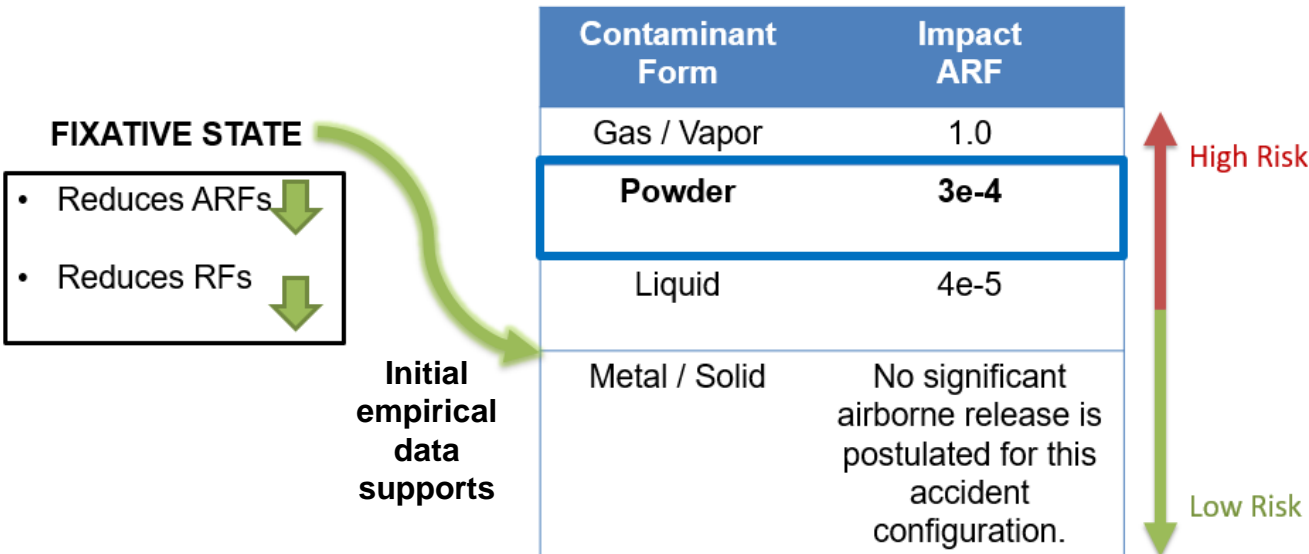 FIXATIVE STATE
• Reduces ARFs
• Reduces RFs
Initial
empirical
data
supports
Contaminant Form
Impact ARF
Gas / Vapor 1.0
Powder 3e-4
Liquid 4e-5
Metal / Solid
No significant
airborne release is
postulated for this
accident
configuration.
High Risk
Low Risk